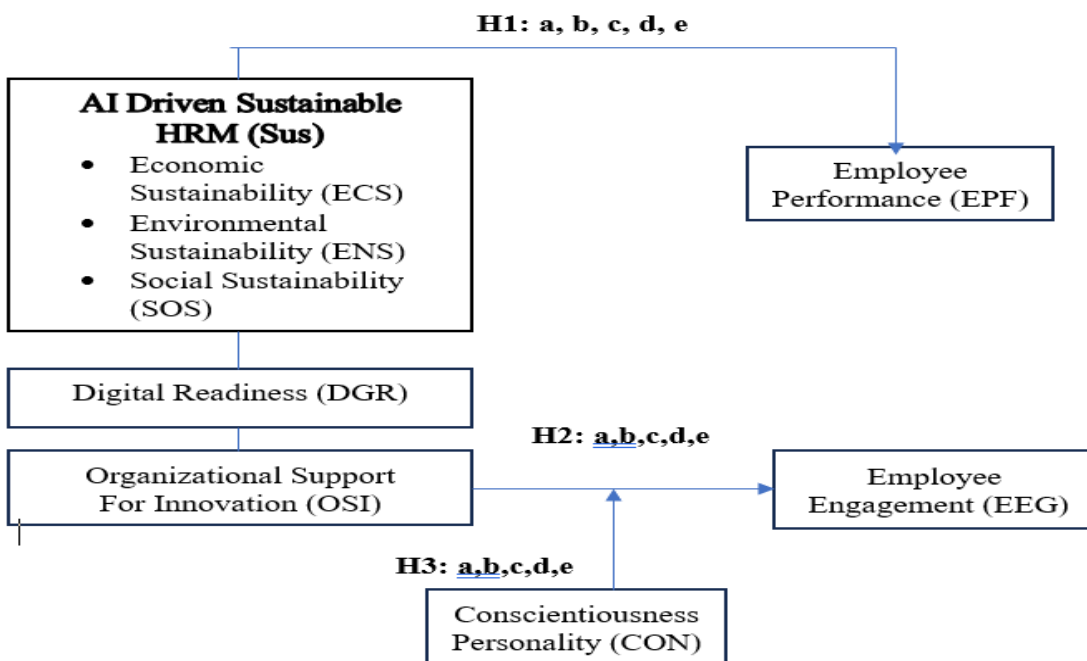 H1: a, b, c, d, e
AI Driven Sustainable
HRM (Sus)
• Economic
Sustainability (ECS)
• Environmental
Sustainability (ENS)
• Social Sustainability
(SOS)
Employee
Performance (EPF)
Digital Readiness (DGR)
H2: a,b,c,d,e
Organizational Support
For Innovation (OSI)
Employee
Engagement (EEG)
H3: a,b,c,d,e
Conscientiousness
Personality (CON)